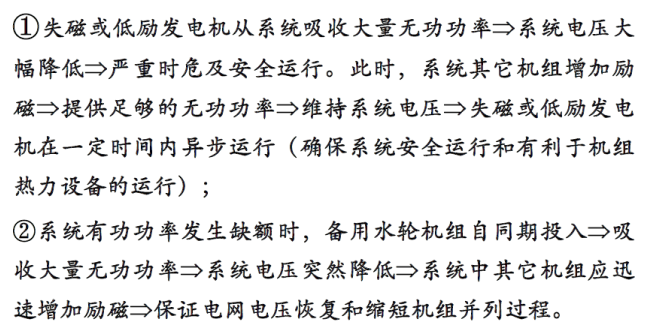 ①失磁或低励发电机从系统吸收大量无功功率⇒系统电压大
幅降低⇒严重时危及安全运行。此时，系统其它机组增加励
磁⇒提供足够的无功功率⇒维持系统电压⇒失磁或低励发电
机在一定时间内异步运行（确保系统安全运行和有利于机组
热力设备的运行）；
②系统有功功率发生缺额时，备用水轮机组自同期投入⇒吸
收大量无功功率⇒系统电压突然降低⇒系统中其它机组应迅
速增加励磁⇒保证电网电压恢复和缩短机组并列过程。